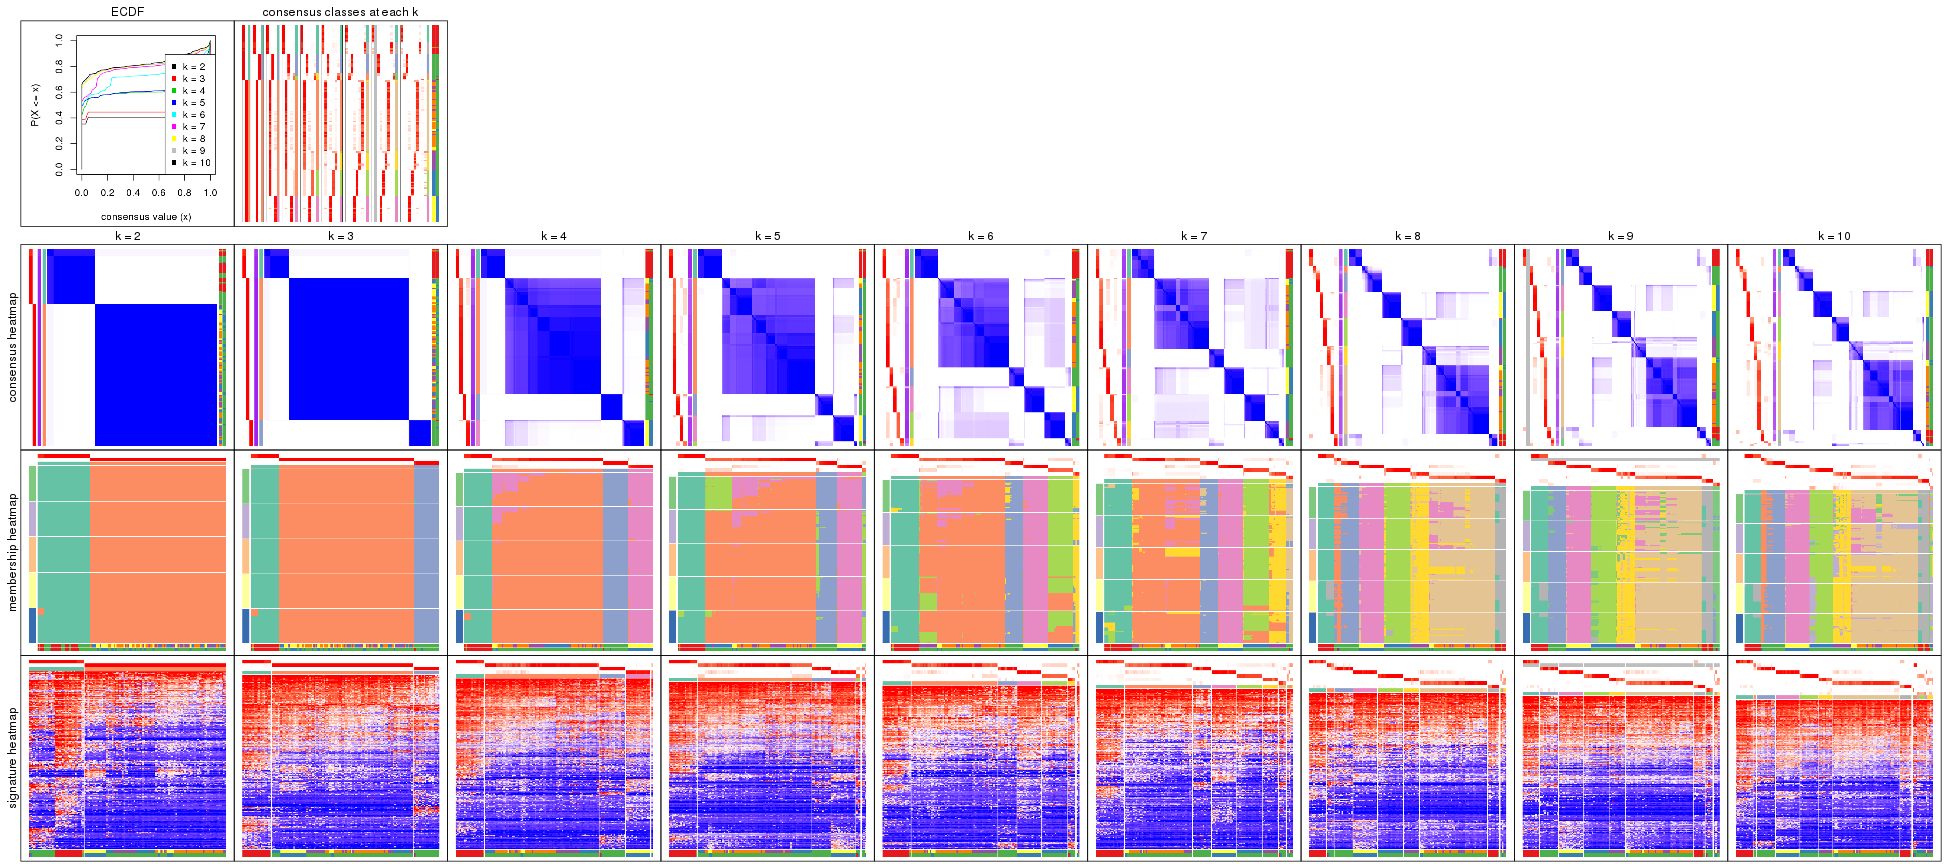 ECDF
consensus classes at each k
P(X <= x)
0.0 0.2 0.4 0.6 0.8 1.0
k = 2
k = 3
k = 4
k = 5
k = 6
k = 7
k = 8
k = 9
k = 10
0.0 0.2 0.4 0.6 0.8 1.0
consensus value (x)
k = 2 k = 3 k = 4 k = 5 k = 6 k = 7 k = 8 k = 9 k = 10
consensus heatmap
membership heatmap
signature heatmap